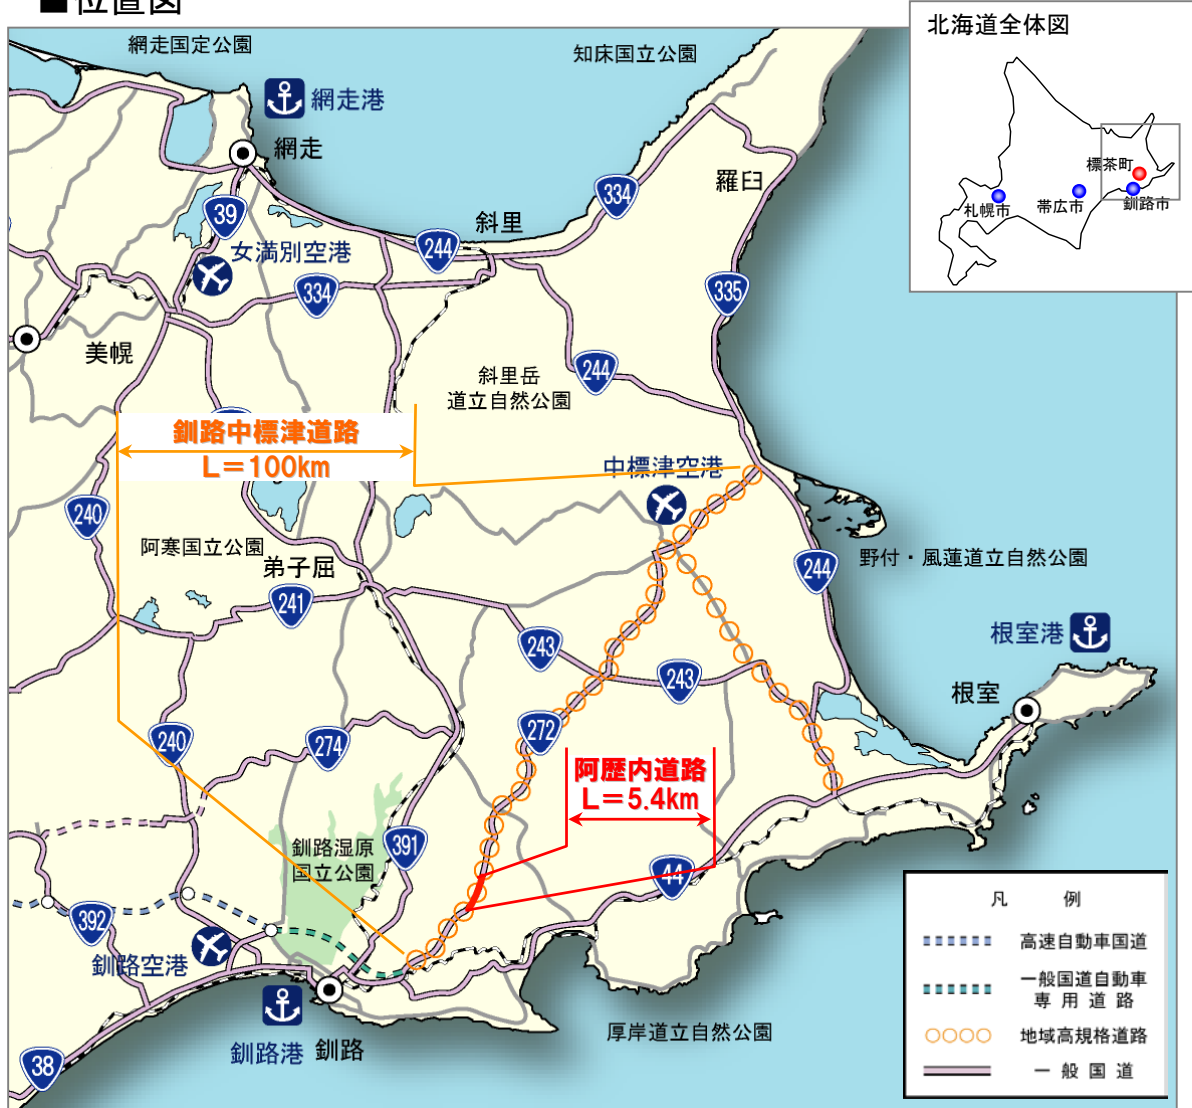 ■位置図
網走国定公園
知床国立公園
北海道全体図
網走港
網走
標茶町
札幌市
帯広市
釧路市
羅臼
334
39
斜里
244
女満別空港
334
335
美幌
斜里岳
道立自然公園
244
釧路中標津道路
L=100km
中標津空港
240
阿寒国立公園
弟子屈
244
野付・風蓮道立自然公園
241
243
根室港
243
根室
240
274
272
阿歴内道路
L=5.4km
釧路湿原
国立公園
391
44
392
釧路空港
釧路港
釧路
厚岸道立自然公園
38
凡 例
高速自動車国道
一般国道自動車
専用道路
地域高規格道路
一般国道